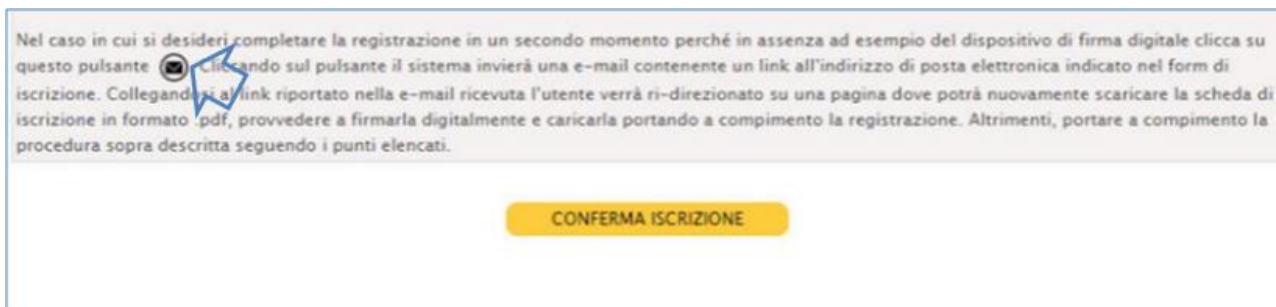 Nel caso in cui si desideri completare la registrazione in un secondo momento perché in assenza ad esempio del dispositivo di firma digitale clicca su
questo pulsante . Cliccando sul pulsante il sistema invierà una e-mail contenente un link all'indirizzo di posta elettronica indicato nel form di
iscrizione. Collegandosi al link riportato nella e-mail ricevuta l'utente verrà ri-direzionato su una pagina dove potrà nuovamente scaricare la scheda di
iscrizione in formato .pdf, provvedere a firmarla digitalmente e caricarla portando a compimento la registrazione. Altrimenti, portare a compimento la
procedura sopra descritta seguendo i punti elencati.
CONFERMA ISCRIZIONE